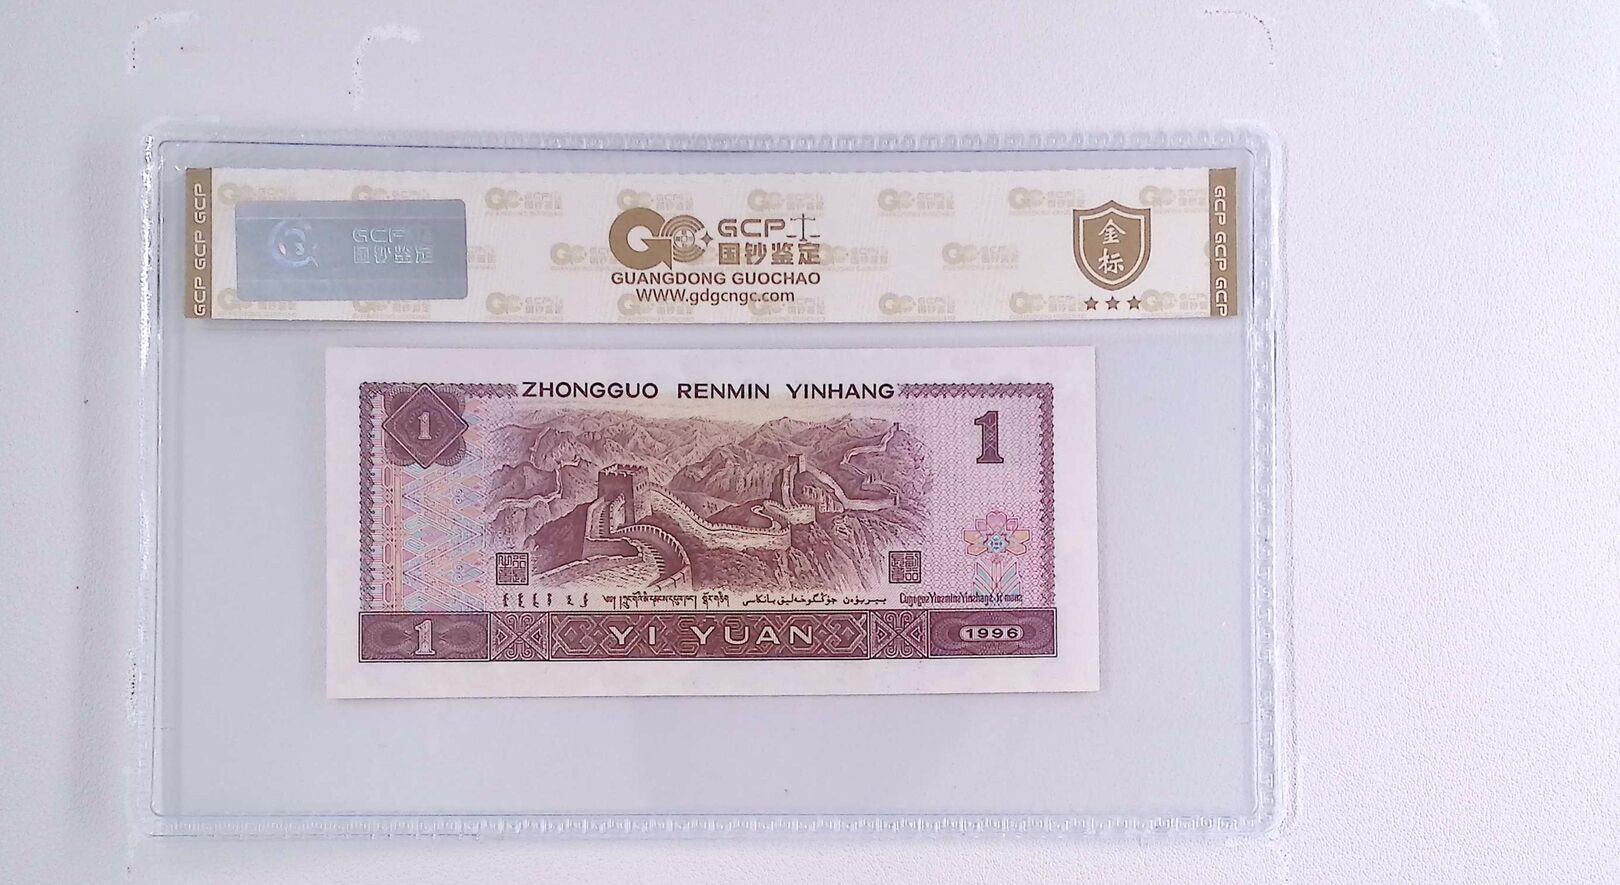 GCP GCP GCP
GCP
国钞鉴定
GCP
国钞鉴定
GUANGDONG GUOCHAO
WWW.gdgcngc.com
金
标
GCP GCP GCP
ZHONGGUO RENMIN YINHANG
1
1
1
YI YUAN
1996